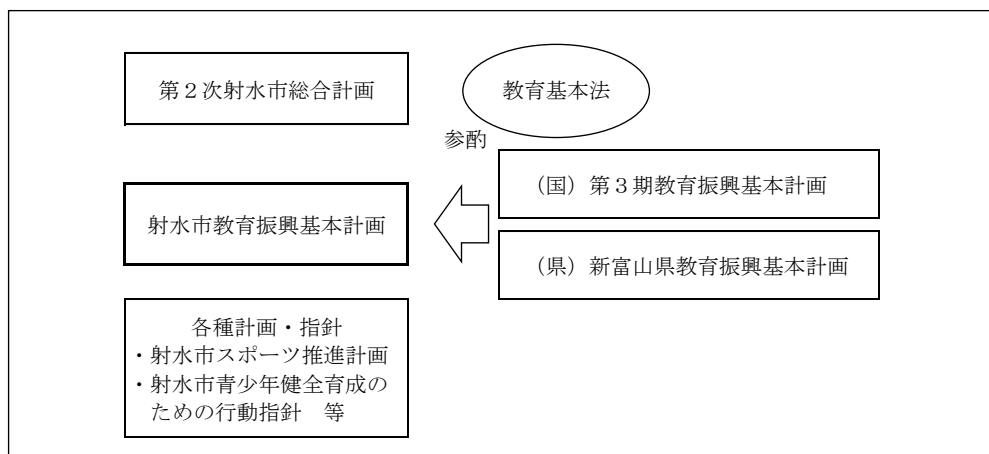 第２次射水市総合計画
教育基本法
参酌
（国）第３期教育振興基本計画
射水市教育振興基本計画
（県）新富山県教育振興基本計画
各種計画・指針
・射水市スポーツ推進計画
・射水市青少年健全育成の
ための行動指針　等